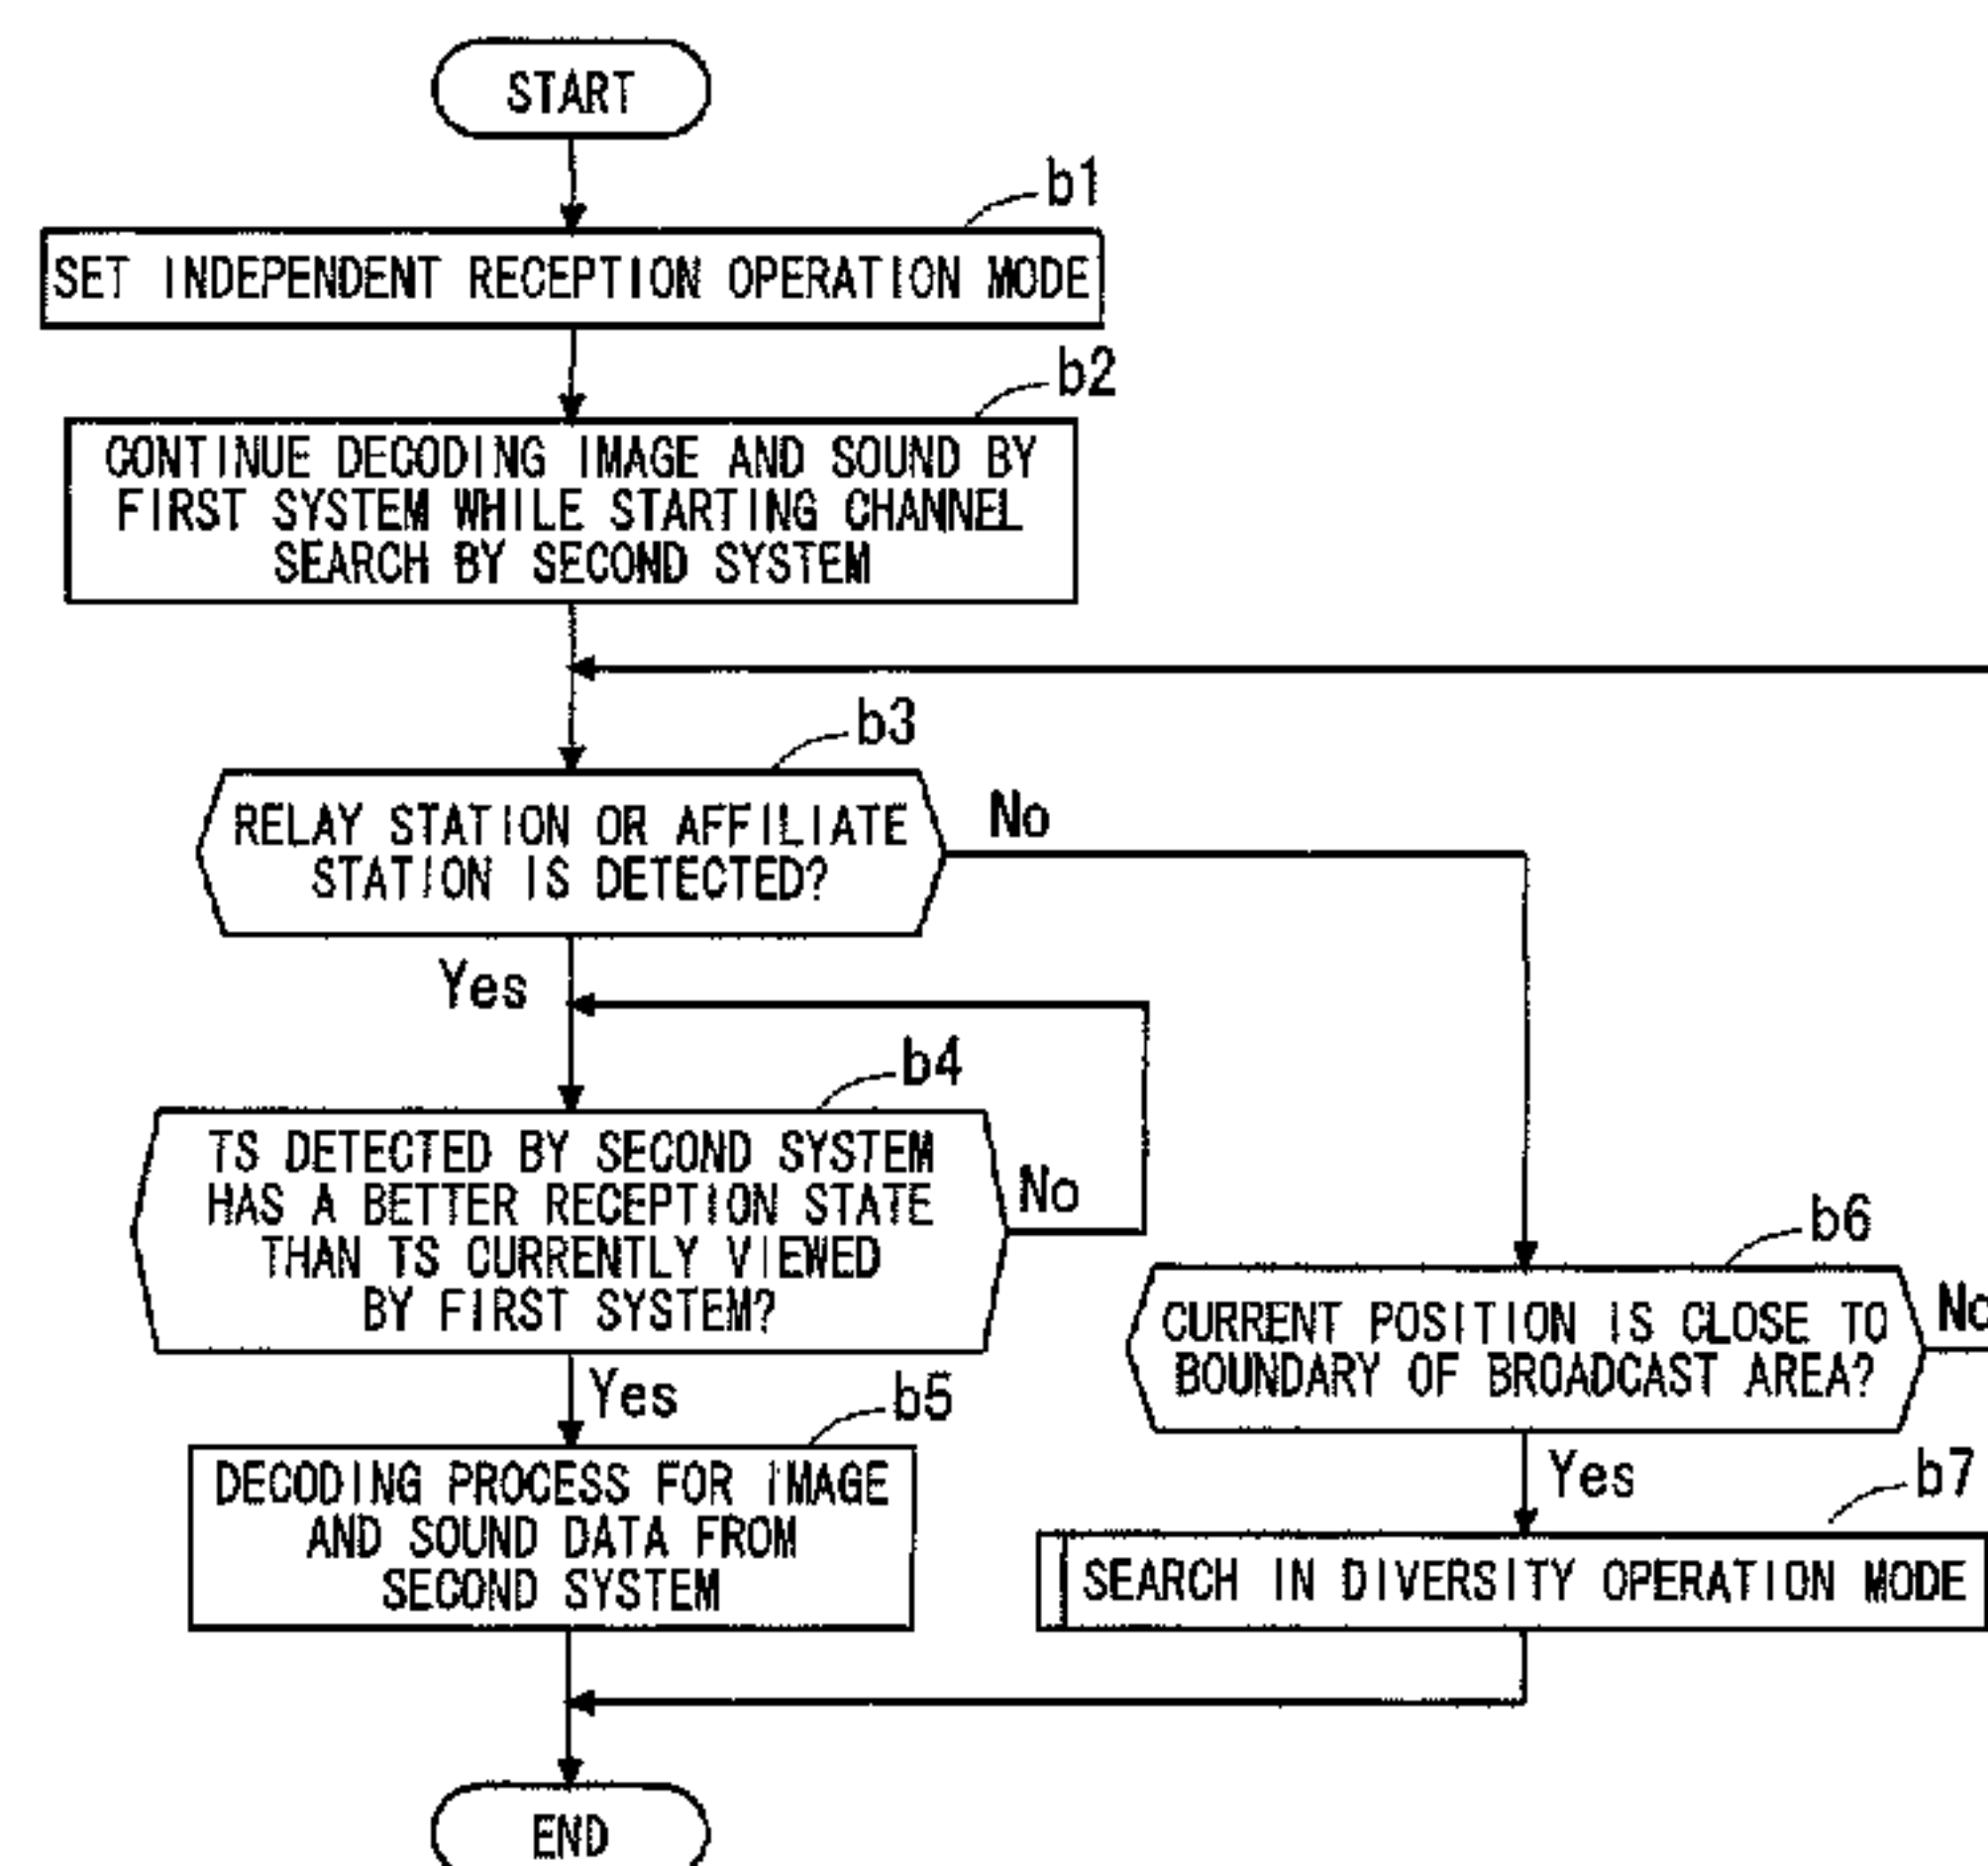 START
b1
SET INDEPENDENT RECEPTION OPERATION MODE
b2
CONTINUE DECODING IMAGE AND SOUND BY
FIRST SYSTEM WHILE STARTING CHANNEL
SEARCH BY SECOND SYSTEM
b3
RELAY STATION OR AFFILIATE
STATION IS DETECTED?
No
Yes
b4
TS DETECTED BY SECOND SYSTEM
HAS A BETTER RECEPTION STATE
THAN TS CURRENTLY VIEWED
BY FIRST SYSTEM?
No
Yes
b5
DECODING PROCESS FOR IMAGE
AND SOUND DATA FROM
SECOND SYSTEM
b6
CURRENT POSITION IS CLOSE TO
BOUNDARY OF BROADCAST AREA?
No
Yes
b7
SEARCH IN DIVERSITY OPERATION MODE
END